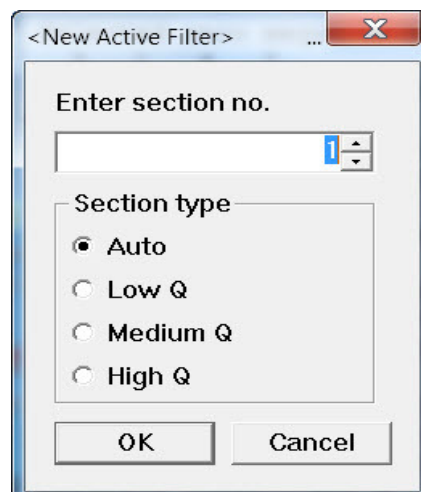 <New Active Filter> ...
Enter section no.
1
Section type
Auto
Low Q
Medium Q
High Q
OK Cancel